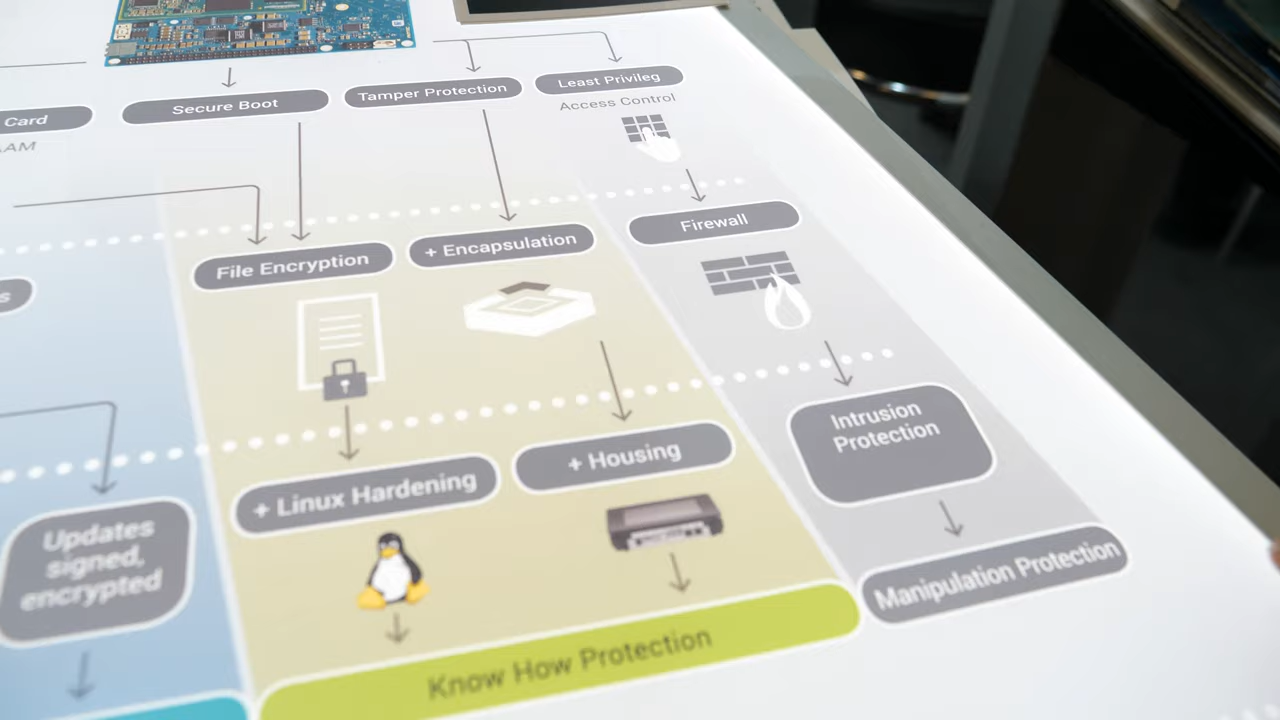 Card
Secure Boot
Tamper Protection
Least Privileg
Access Control
File Encryption
+ Encapsulation
Firewall
+ Linux Hardening
+ Housing
Intrusion
Protection
Updates
signed,
encrypted
Know How Protection
Manipulation Protection